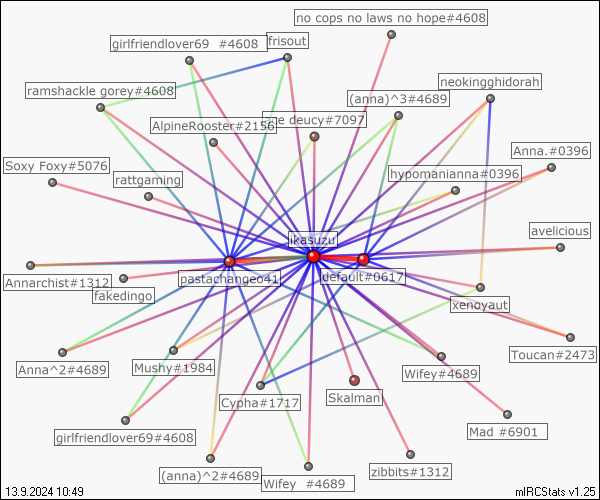 no cops no laws no hope#4608
girlfriendlover69 #4608
frisout
neokingghidorah
ramshackle gorey#4608
(anna)^3#4689
AlpineRooster#2156
ce deucy#7097
Anna.#0396
Soxy Foxy#5076
rattgaming
hypomanianna#0396
ikasuzu
avelicious
Annarchist#1312
pastachangeo41
default#0617
fakedingo
xenovaut
Anna^2#4689
Mushy#1984
Wifey#4689
Toucan#2473
Cypha#1717
Skalman
girlfriendlover69#4608
Mad #6901
(anna)^2#4689
Wifey #4689
zibbits#1312
13.9.2024 10:49
mIRCStats v1.25